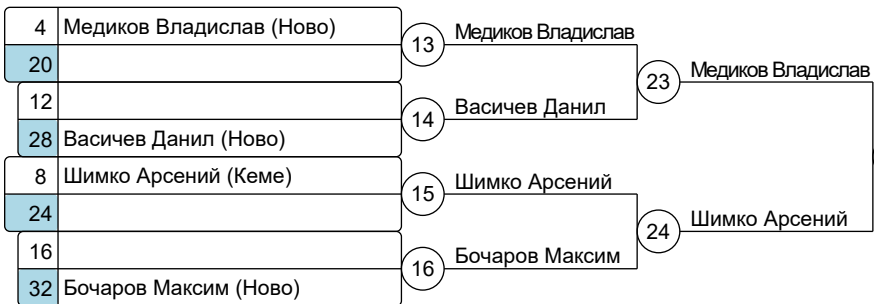 4 Медиков Владислав (Ново)
13 Медиков Владислав
20
23 Медиков Владислав
12
14 Васичев Данил
28 Васичев Данил (Ново)
8 Шимко Арсений (Кеме)
15 Шимко Арсений
24
24 Шимко Арсений
16
16 Бочаров Максим
32 Бочаров Максим (Ново)